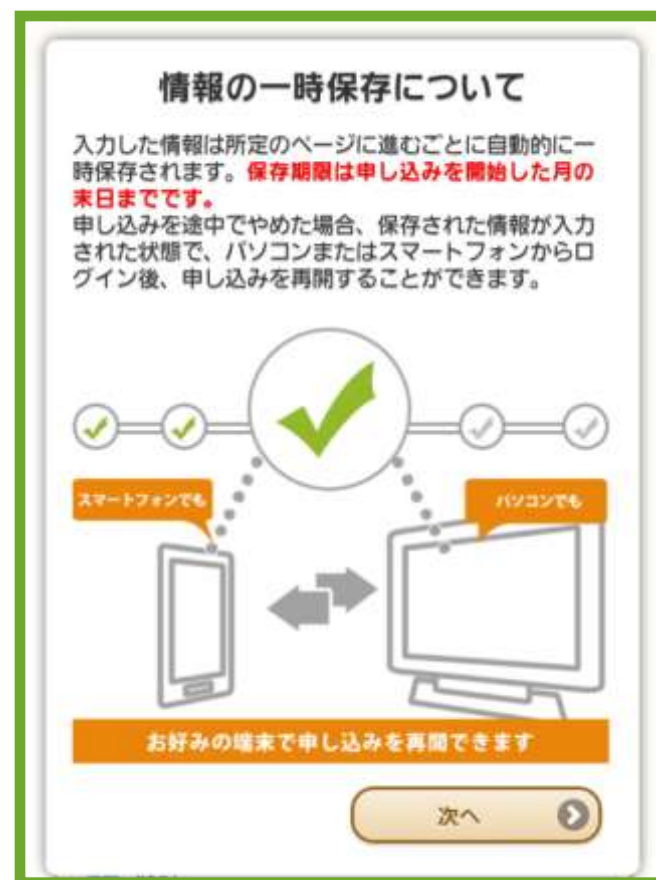 情報の一時保存について
入力した情報は所定のページに進むごとに自動的に一
時保存されます。保存期限は申し込みを開始した月の
末日までです。
申し込みを途中でやめた場合、保存された情報が入力
された状態で、パソコンまたはスマートフォンからロ
グイン後、申し込みを再開することができます。
スマートフォンでも
パソコンでも
お好みの端末で申し込みを再開できます
次へ